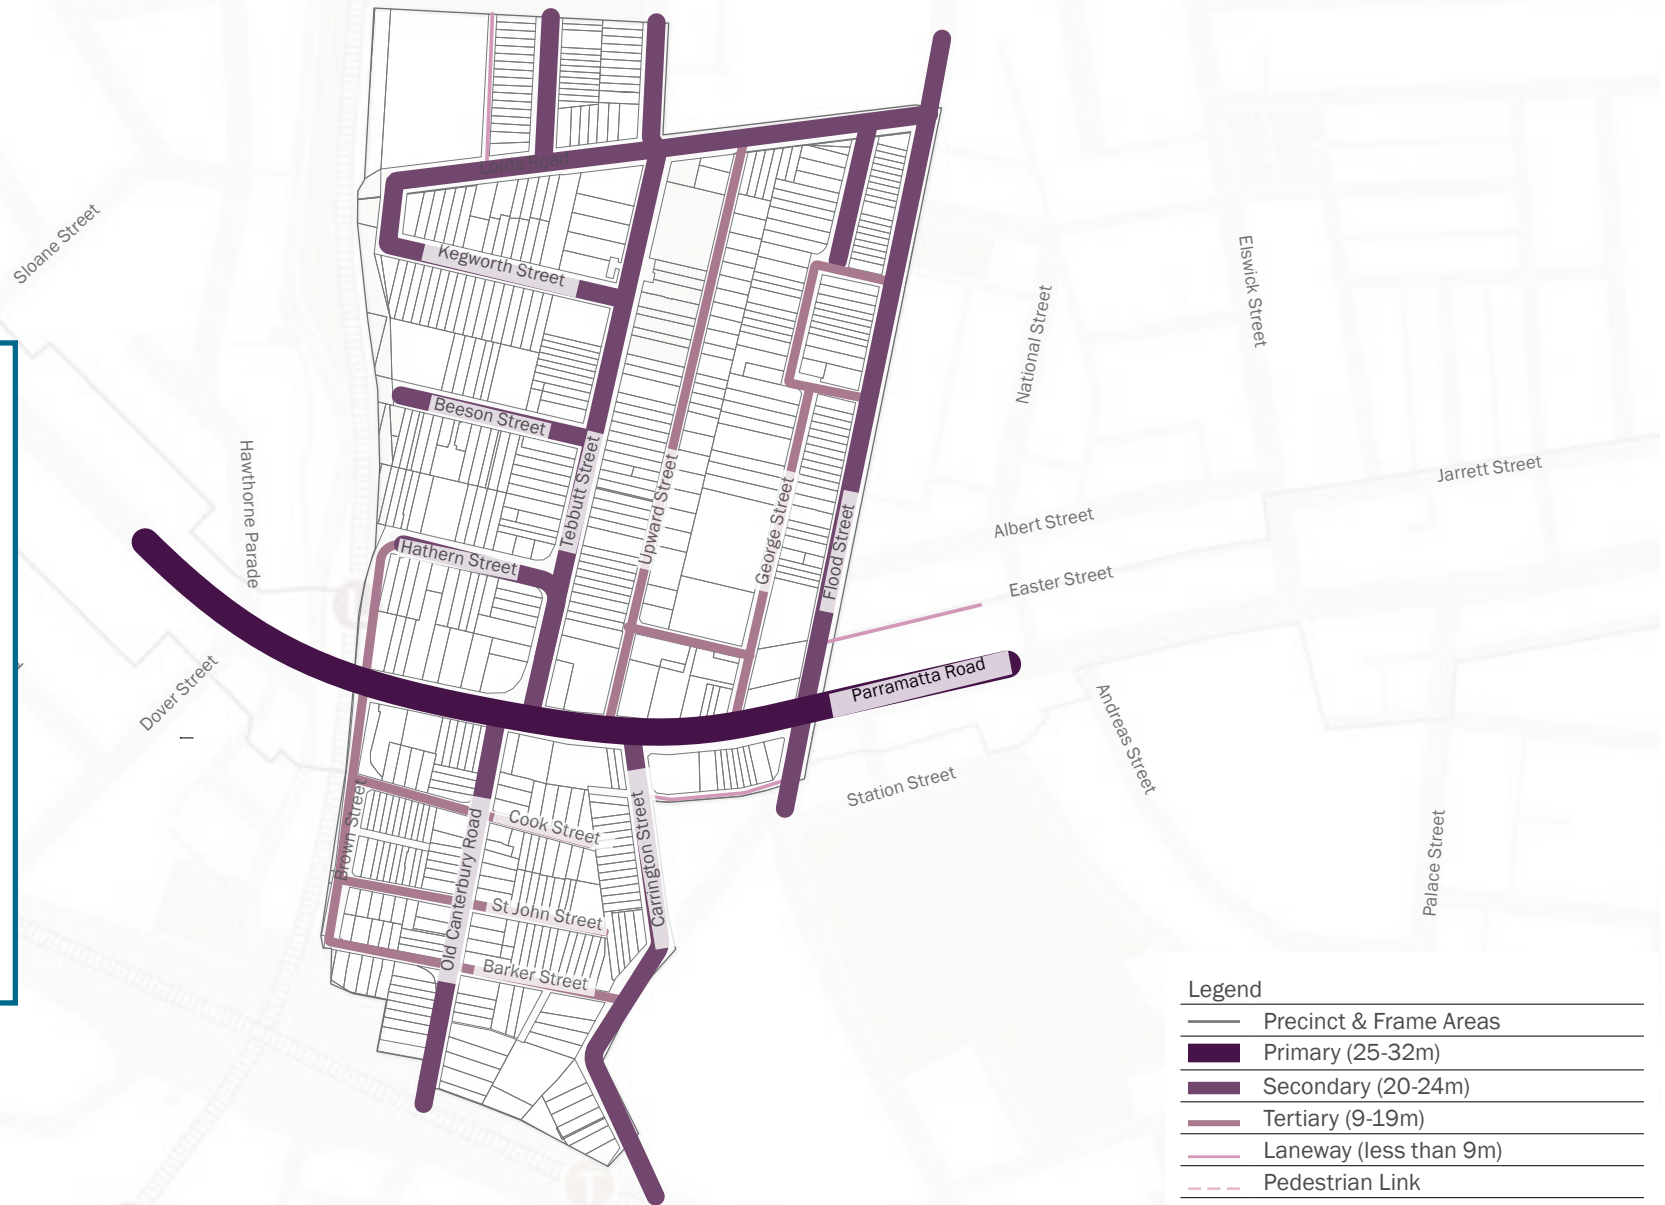 Lords Road
Sloane Street
Kegworth Street
Elswick Street
National Street
Beeson Street
Tebbutt Street
Hawthorne Parade
Upward Street
George Street
Flood Street
Jarrett Street
Albert Street
Hathern Street
Easter Street
Dover Street
Parramatta Road
Andreas Street
Station Street
Brown Street
Cook Street
Carrington Street
Old Canterbury Road
St John Street
Palace Street
Barker Street
Legend
Precinct & Frame Areas
Primary (25-32m)
Secondary (20-24m)
Tertiary (9-19m)
Laneway (less than 9m)
Pedestrian Link